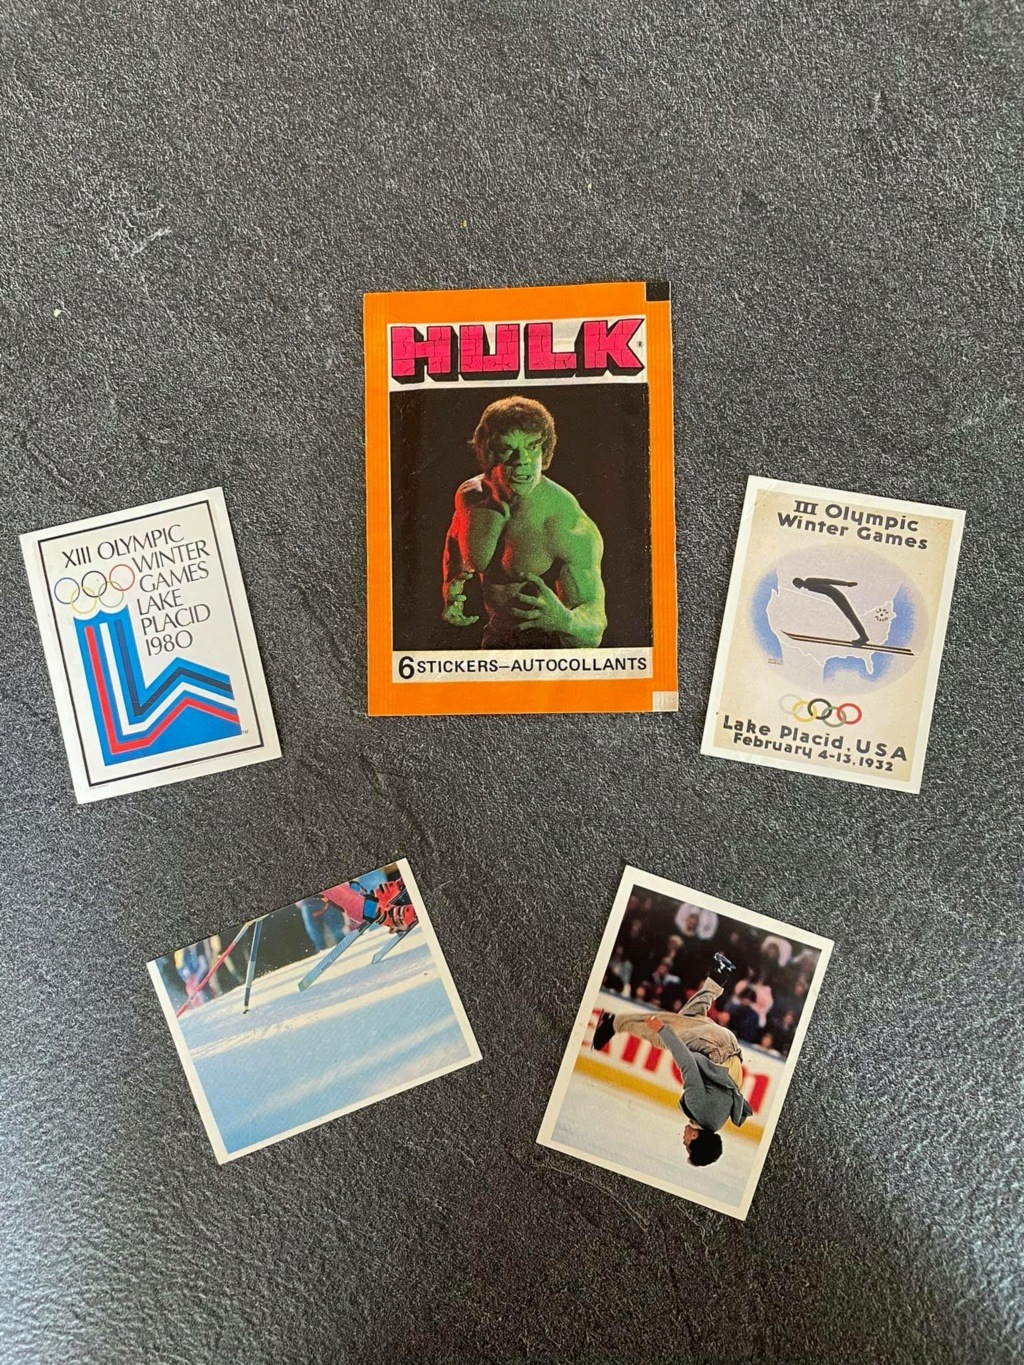 HULK
6 STICKERS—AUTOCOLLANTS
XIII OLYMPIC
WINTER
GAMES
LAKE
PLACID
1980
III Olympic
Winter Games
Lake Placid, USA
February 4-13, 1932